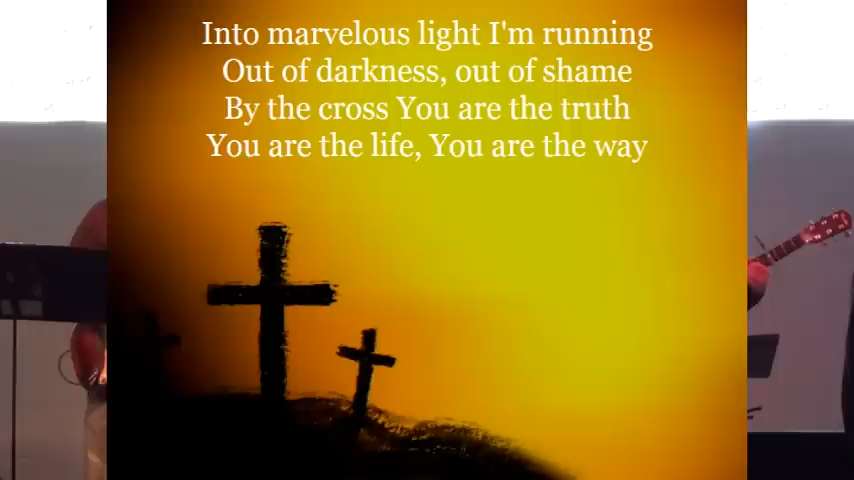 Into marvelous light I'm running
Out of darkness, out of shame
By the cross You are the truth
You are the life, You are the way